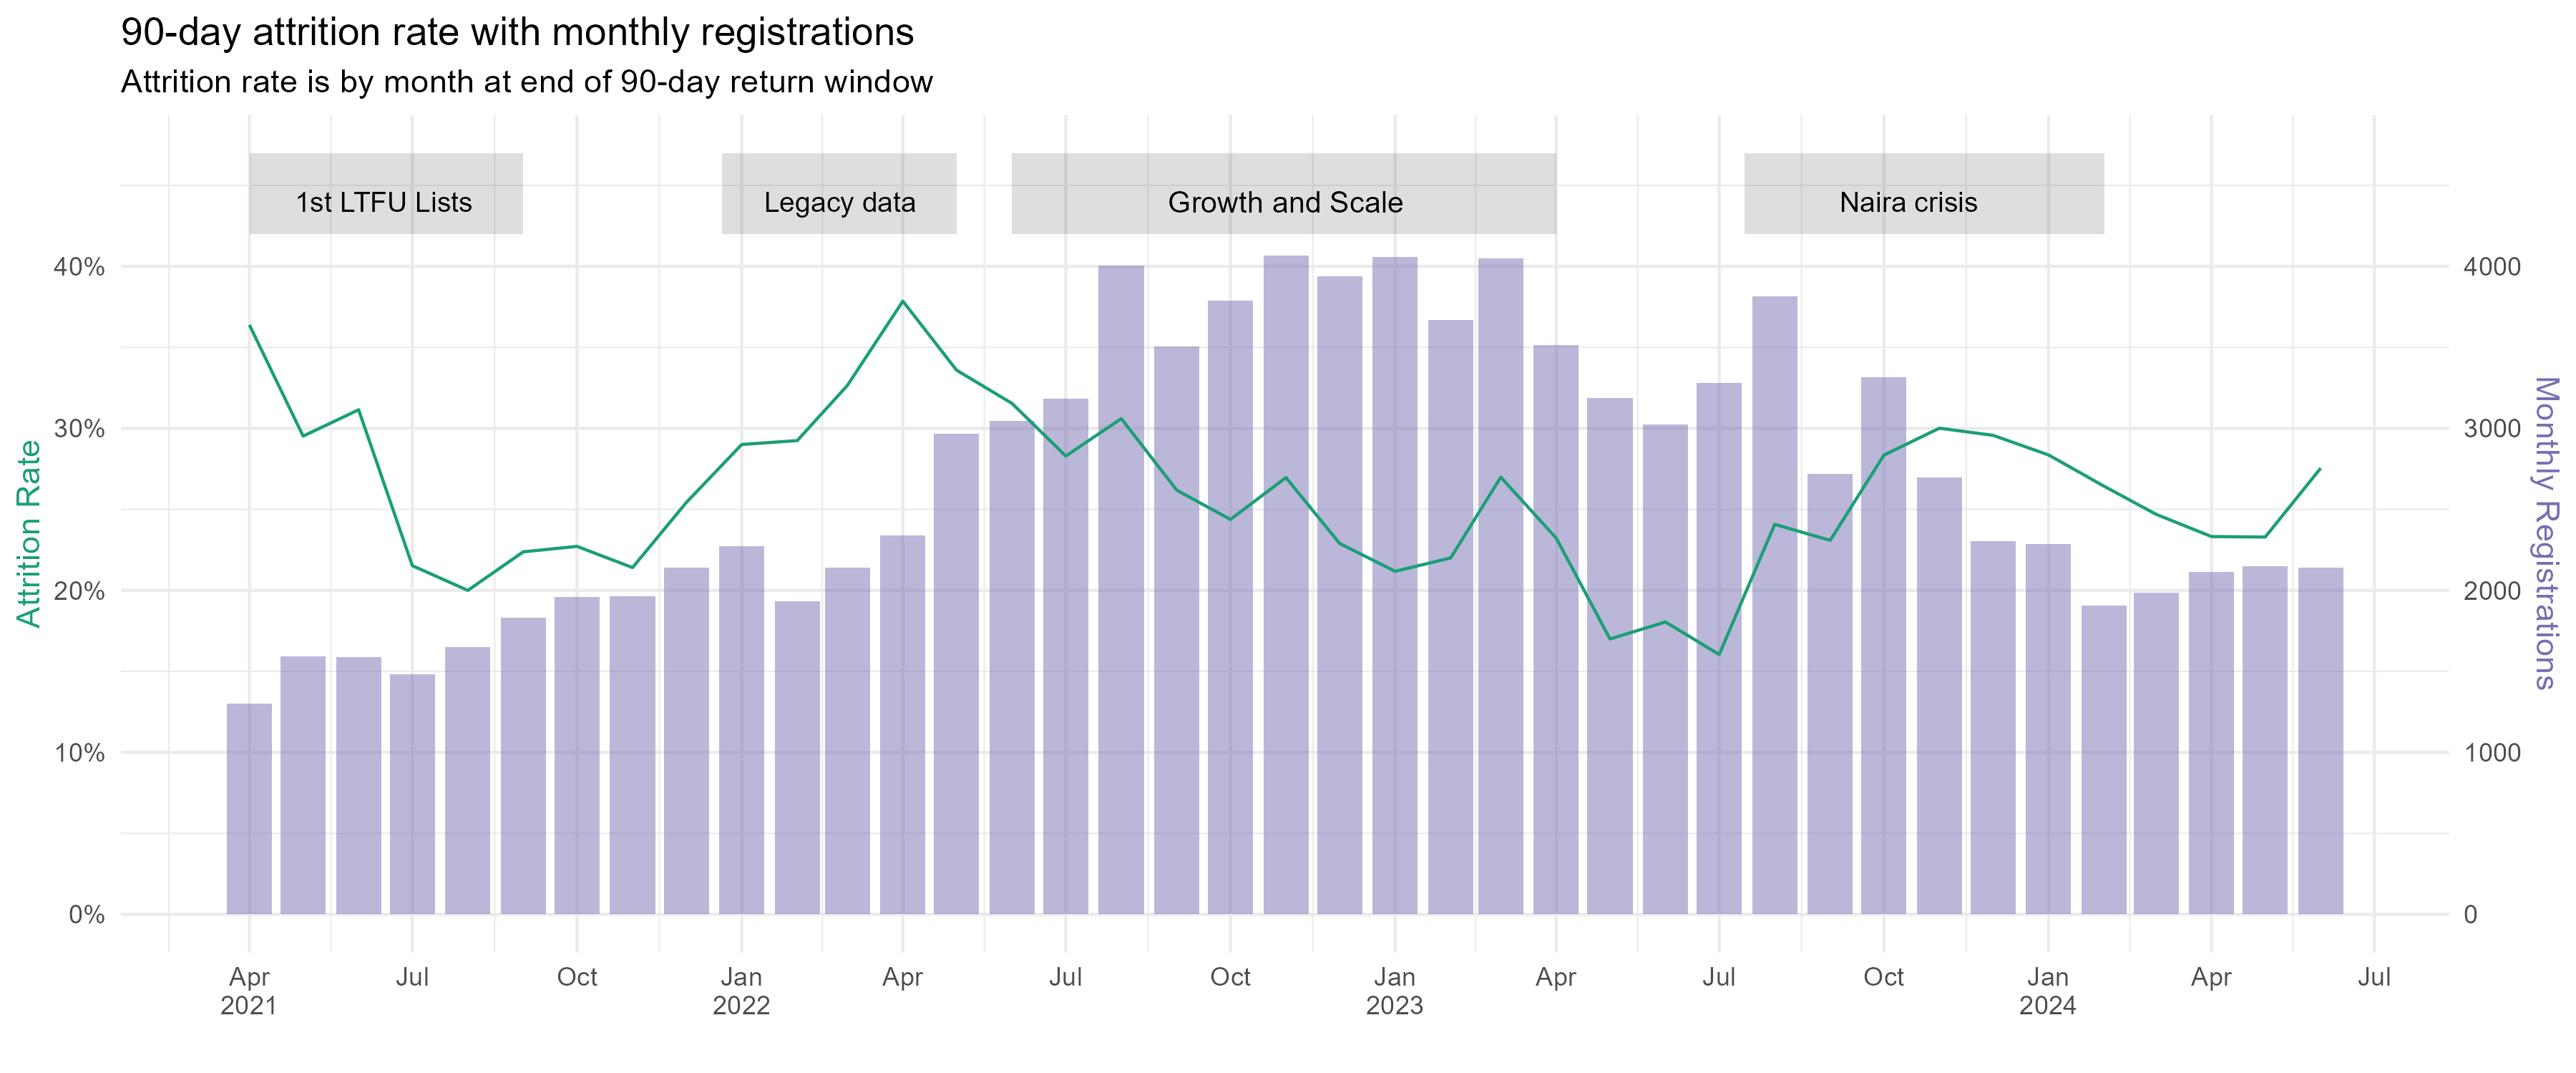 90-day attrition rate with monthly registrations
Attrition rate is by month at end of 90-day return window
1st LTFU Lists
Legacy data
Growth and Scale
Naira crisis
40%
30%
20%
10%
0%
Attrition Rate
4000
3000
2000
1000
0
Monthly Registrations
Apr Jul Oct Jan Apr Jul Oct Jan Apr Jul Oct Jan Apr Jul
2021 2022 2023 2024